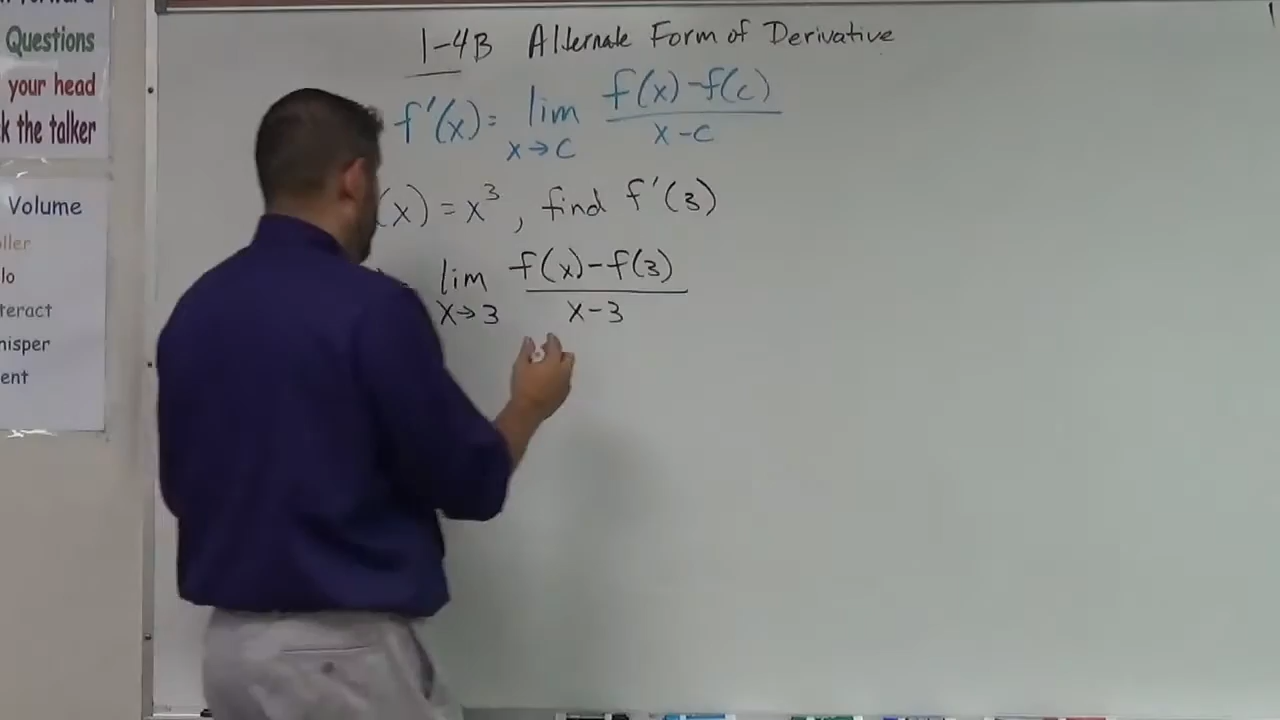 Questions
your head
k the talker
Volume
ller
lo
teract
hisper
ent
1-4B Alternate Form of Derivative
f'(x) = lim x→c f(x)-f(c) / x-c
(x) = x³, find f'(3)
lim x→3 f(x)-f(3) / x-3